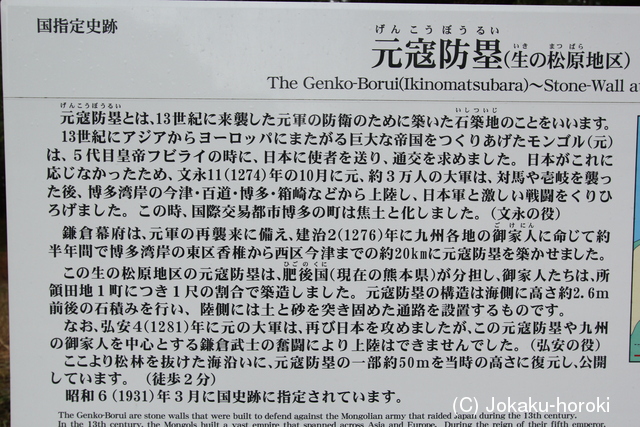 国指定史跡
げんこうぼうるい
いき まつばら
元寇防塁(生の松原地区)
The Genko-Borui(Ikinomatsubara)～Stone-Wall
げんこうぼうるい
いしついじ
元寇防塁とは、13世紀に来襲した元軍の防衛のために築いた石築地のことをいいます。
13世紀にアジアからヨーロッパにまたがる巨大な帝国をつくりあげたモンゴル(元)
は、5代目皇帝フビライの時に、日本に使者を送り、通交を求めました。日本がこれに
応じなかったため、文永11(1274)年の10月に元、約3万人の大軍は、対馬や壱岐を襲っ
た後、博多湾岸の今津・百道・博多・箱崎などから上陸し、日本軍と激しい戦闘をくりひ
ろげました。この時、国際交易都市博多の町は焦土と化しました。(文永の役)
ごけにん
鎌倉幕府は、元軍の再襲来に備え、建治2(1276)年に九州各地の御家人に命じて約
半年間で博多湾岸の東区香椎から西区今津までの約20kmに元寇防塁を築かせました。
ひごのくに
この生の松原地区の元寇防塁は、肥後国(現在の熊本県)が分担し、御家人たちは、所
領田地1町につき1尺の割合で築造しました。元寇防塁の構造は海側に高さ約2.6m
前後の石積みを行い、陸側には土と砂を突き固めた通路を設置するものです。
なお、弘安4(1281)年に元の大軍は、再び日本を攻めましたが、この元寇防塁や九州
の御家人を中心とする鎌倉武士の奮闘により上陸はできませんでした。(弘安の役)
ここより松林を抜けた海沿いに、元寇防塁の一部約50mを当時の高さに復元し、公開
しています。(徒歩2分)
昭和6(1931)年3月に国史跡に指定されています。
The Genko-Borui are stone walls that were built to defend against the Mongolian army that raided Japan during the 13th century.
In the 13th century, the Mongols built a vast empire that spanned across Asia and Europe. During the reign of their fifth emperor,
(C) Jokaku-horoki